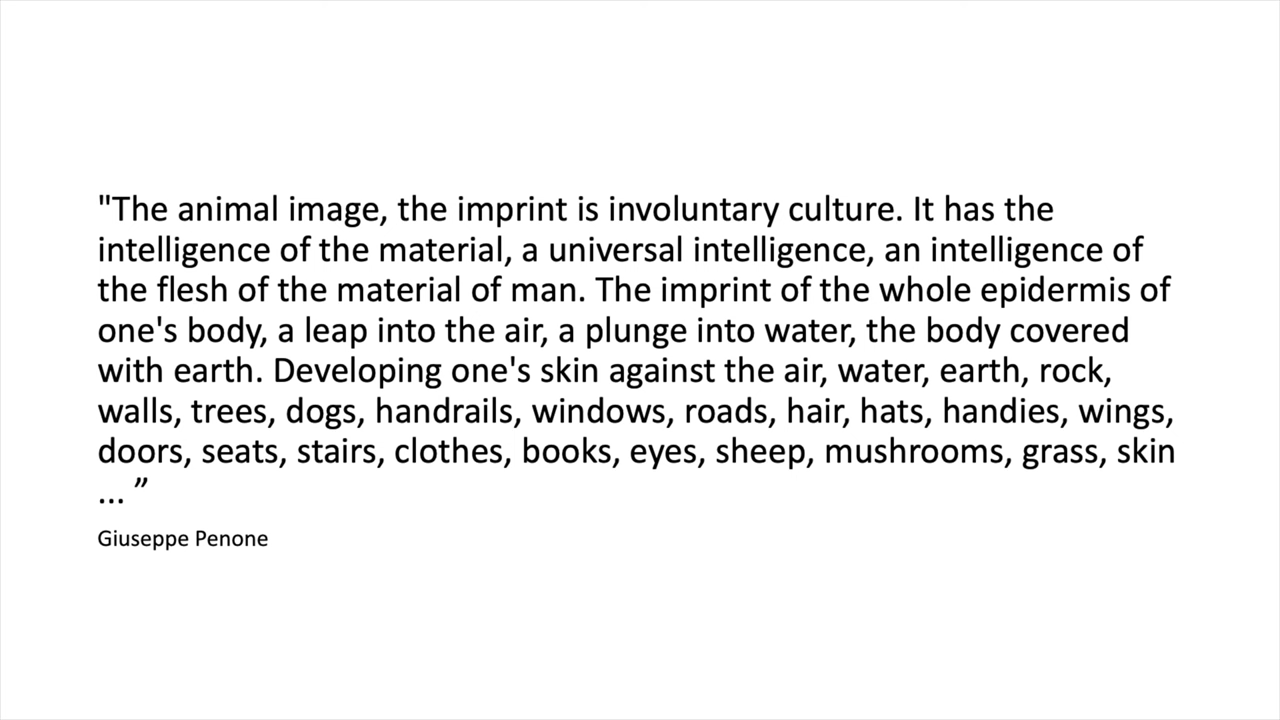 "The animal image, the imprint is involuntary culture. It has the
intelligence of the material, a universal intelligence, an intelligence of
the flesh of the material of man. The imprint of the whole epidermis of
one's body, a leap into the air, a plunge into water, the body covered
with earth. Developing one's skin against the air, water, earth, rock,
walls, trees, dogs, handrails, windows, roads, hair, hats, handies, wings,
doors, seats, stairs, clothes, books, eyes, sheep, mushrooms, grass, skin
... ”
Giuseppe Penone